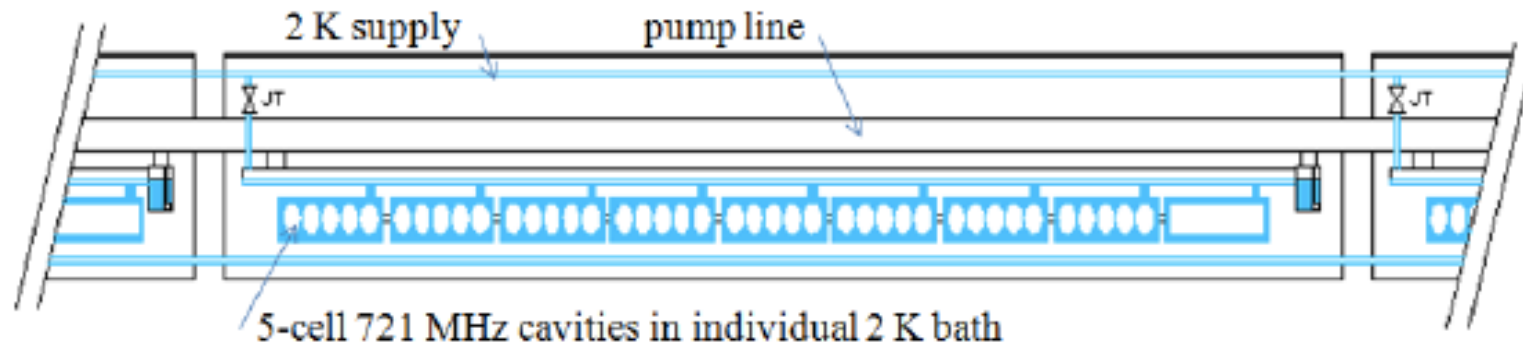 2 K supply pump line
JT JT
5-cell 721 MHz cavities in individual 2 K bath